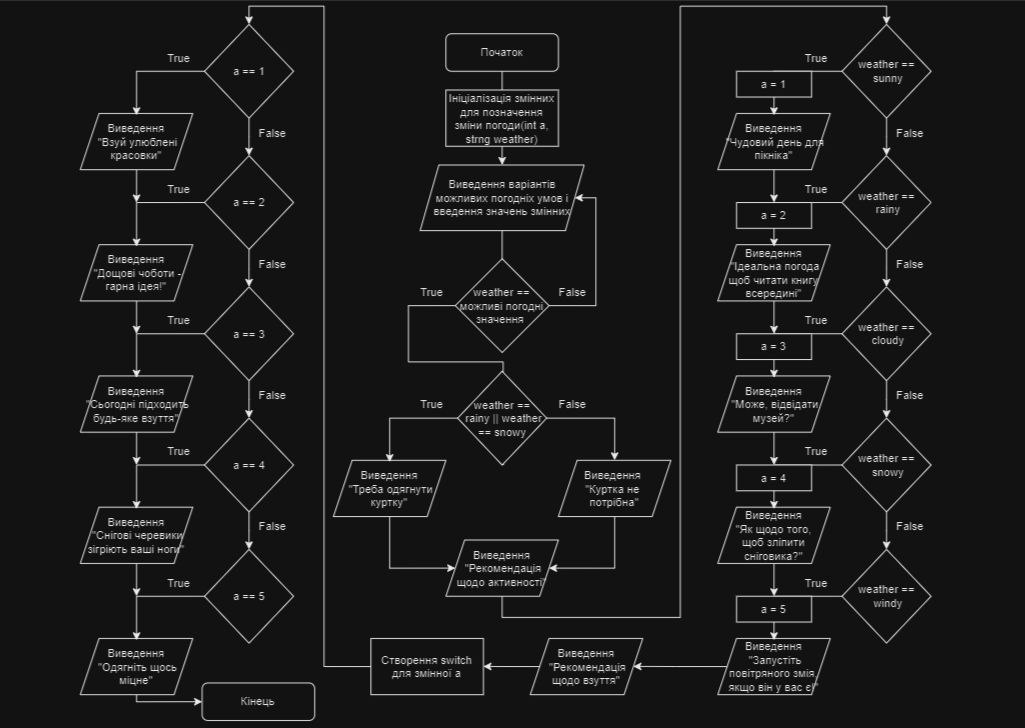 Початок
Ініціалізація змінних
для позначення
зміни погоди(int a,
strng weather)
Виведення варіантів
можливих погодніх умов і
введення значень змінних
weather ==
можливі погодні
значення
True
False
weather ==
rainy || weather
== snowy
True
False
Виведення
"Треба одягнути
куртку"
Виведення
"Куртка не
потрібна"
Виведення
"Рекомендація
щодо активності"
weather ==
sunny
True
False
a = 1
Виведення
"Чудовий день для
пікніка"
weather ==
rainy
True
False
a = 2
Виведення
"Ідеальна погода
щоб читати книгу
всередині"
weather ==
cloudy
True
False
a = 3
Виведення
"Може, відвідати
музей?"
weather ==
snowy
True
False
a = 4
Виведення
"Як щодо того,
щоб зліпити
сніговика?"
weather ==
windy
True
a = 5
Виведення
"Запустіть
повітряного змія,
якщо він у вас є!"
Виведення
"Рекомендація
щодо взуття"
Створення switch
для змінної a
a == 1
True
False
Виведення
"Взуй улюблені
красовки"
a == 2
True
False
Виведення
"Дощові чоботи -
гарна ідея!"
a == 3
True
False
Виведення
"Сьогодні підходить
будь-яке взуття"
a == 4
True
False
Виведення
"Снігові черевики
зігріють ваші ноги"
a == 5
True
Виведення
"Одягніть щось
міцне"
Кінець